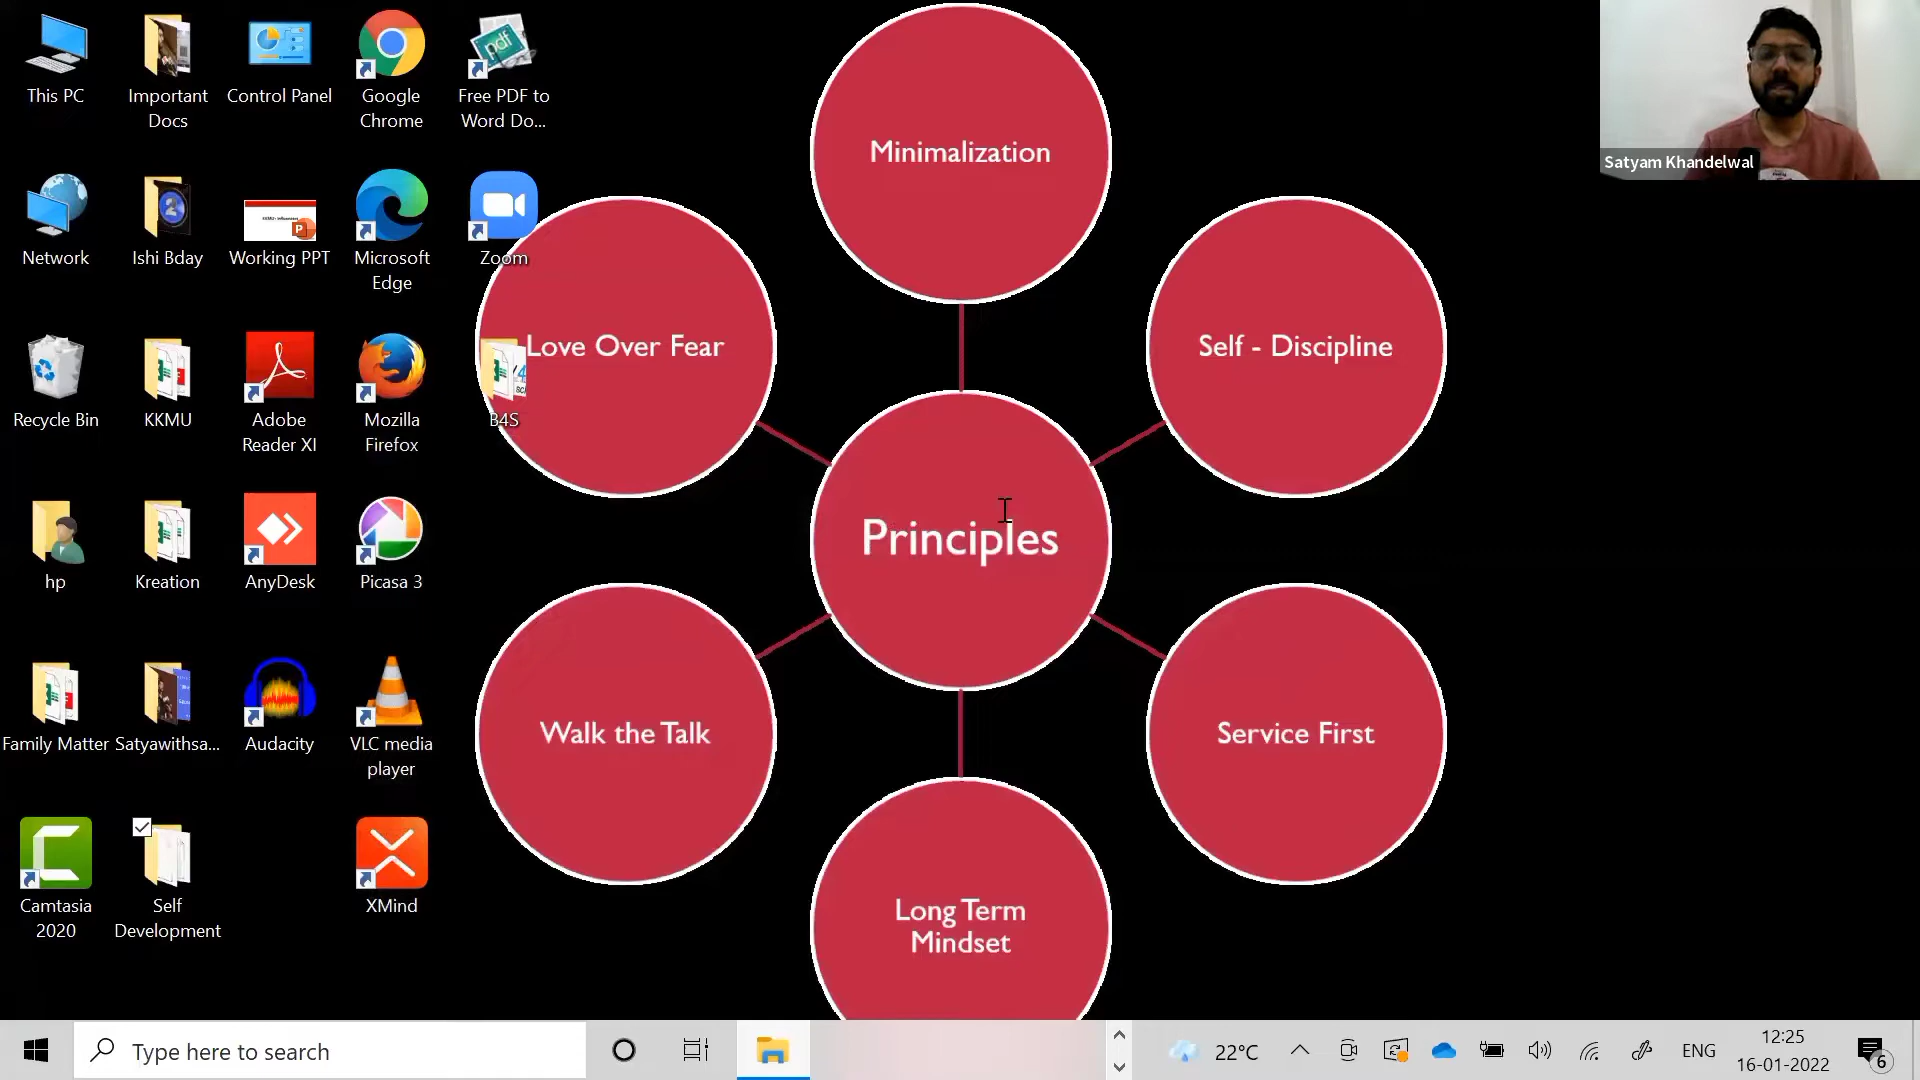 This PC
Important
Docs
Control Panel
Google
Chrome
pdf
Free PDF to
Word Do...
Minimalization
Satyam Khandelwal
Network
2
Ishi Bday
P
Working PPT
Microsoft
Edge
Zoom
Love Over Fear
Self - Discipline
Recycle Bin
KKMU
Adobe
Reader XI
Mozilla
Firefox
B4S
Principles
hp
Kreation
AnyDesk
Picasa 3
Family Matter
Satyawithsa...
Audacity
VLC media
player
Walk the Talk
Service First
Camtasia
2020
Self
Development
XMind
Long Term
Mindset
Type here to search
22°C
ENG
12:25
16-01-2022
6